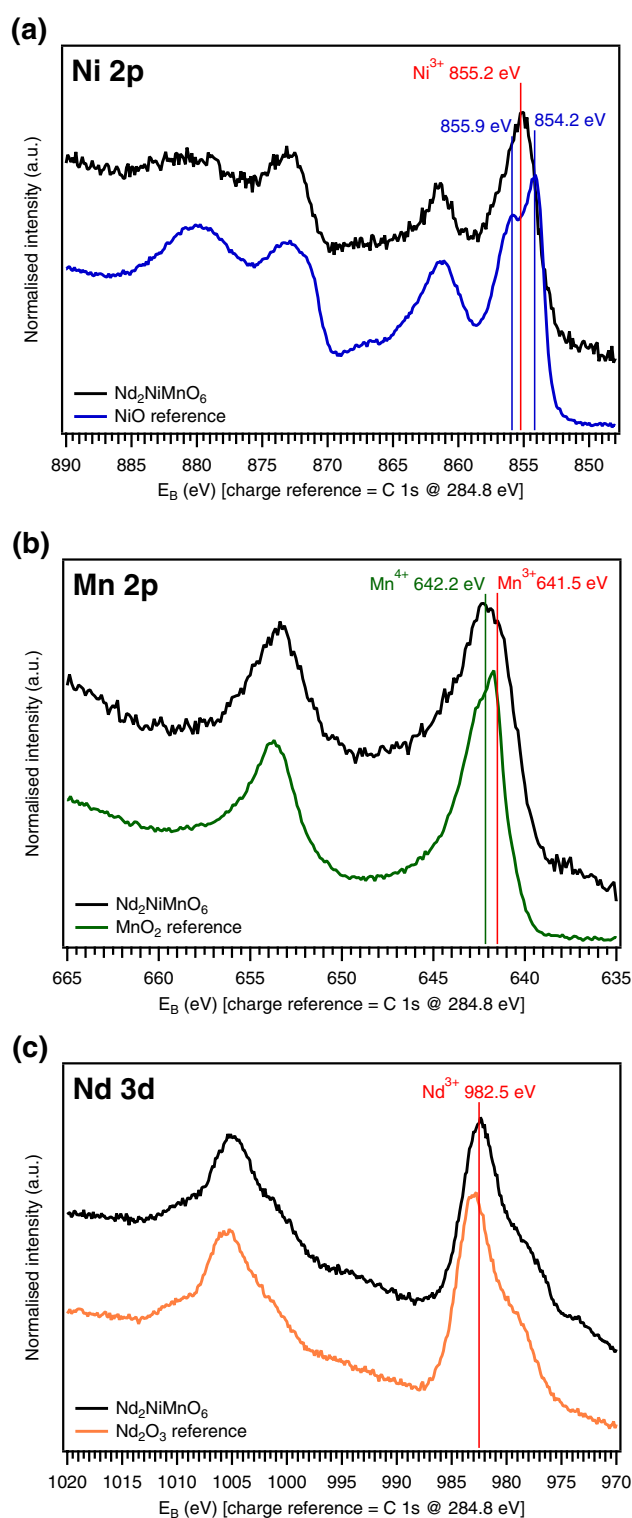 (a)
Ni 2p
Ni³⁺ 855.2 eV
855.9 eV
854.2 eV
Normalised intensity (a.u.)
Nd₂NiMnO₆
NiO reference
890 885 880 875 870 865 860 855 850
E_B (eV) [charge reference = C 1s @ 284.8 eV]
(b)
Mn 2p
Mn⁴⁺ 642.2 eV
Mn³⁺ 641.5 eV
Normalised intensity (a.u.)
Nd₂NiMnO₆
MnO₂ reference
665 660 655 650 645 640 635
E_B (eV) [charge reference = C 1s @ 284.8 eV]
(c)
Nd 3d
Nd³⁺ 982.5 eV
Normalised intensity (a.u.)
Nd₂NiMnO₆
Nd₂O₃ reference
1020 1015 1010 1005 1000 995 990 985 980 975 970
E_B (eV) [charge reference = C 1s @ 284.8 eV]